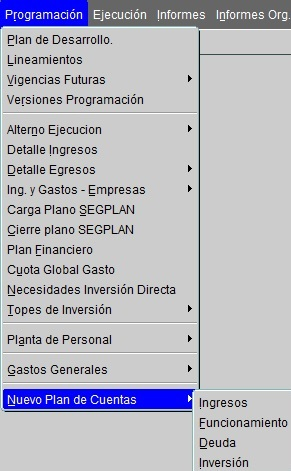 Programación Ejecución Informes Informes Org.
Plan de Desarrollo.
Lineamientos
Vigencias Futuras
Versiones Programación
Alterno Ejecucion
Detalle Ingresos
Detalle Egresos
Ing. y Gastos - Empresas
Carga Plano SEGPLAN
Cierre plano SEGPLAN
Plan Financiero
Cuota Global Gasto
Necesidades Inversión Directa
Topes de Inversión
Planta de Personal
Gastos Generales
Nuevo Plan de Cuentas
Ingresos
Funcionamiento
Deuda
Inversión